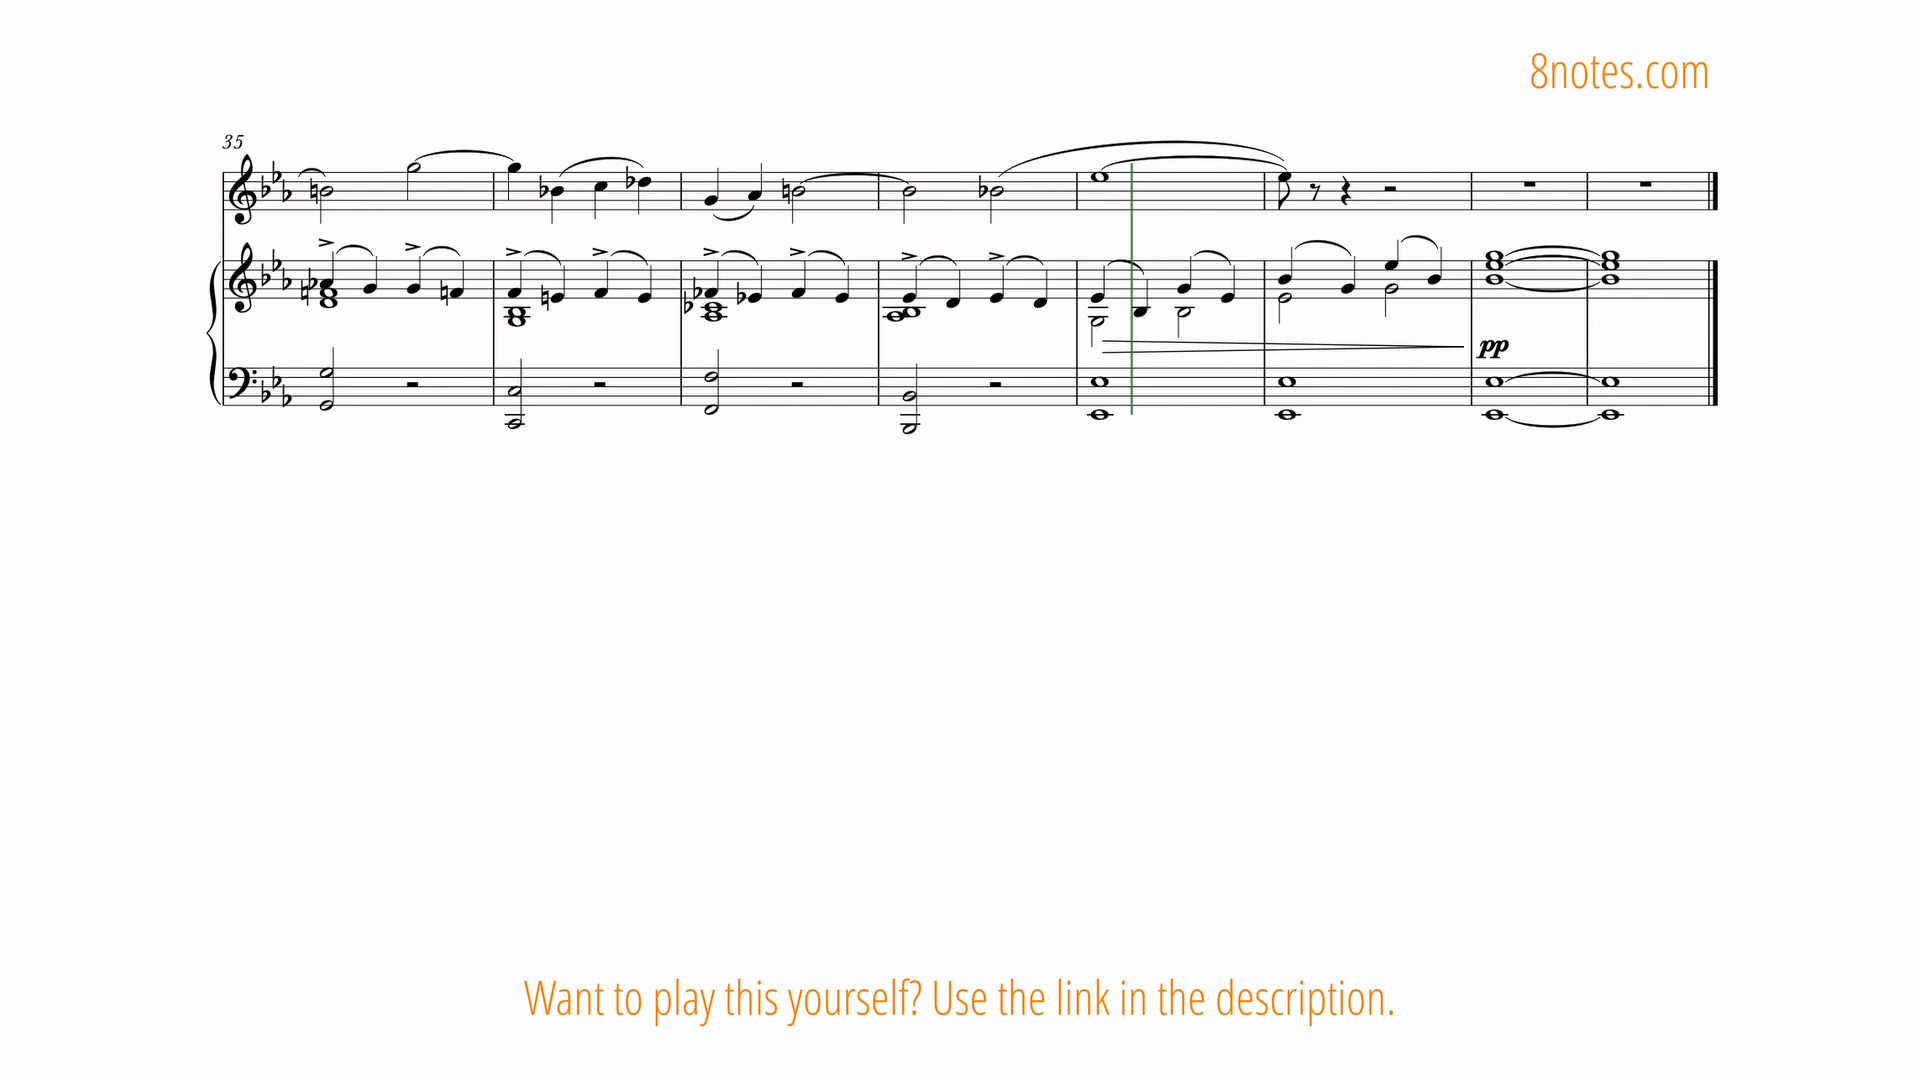 8notes.com
35
pp
Want to play this yourself? Use the link in the description.